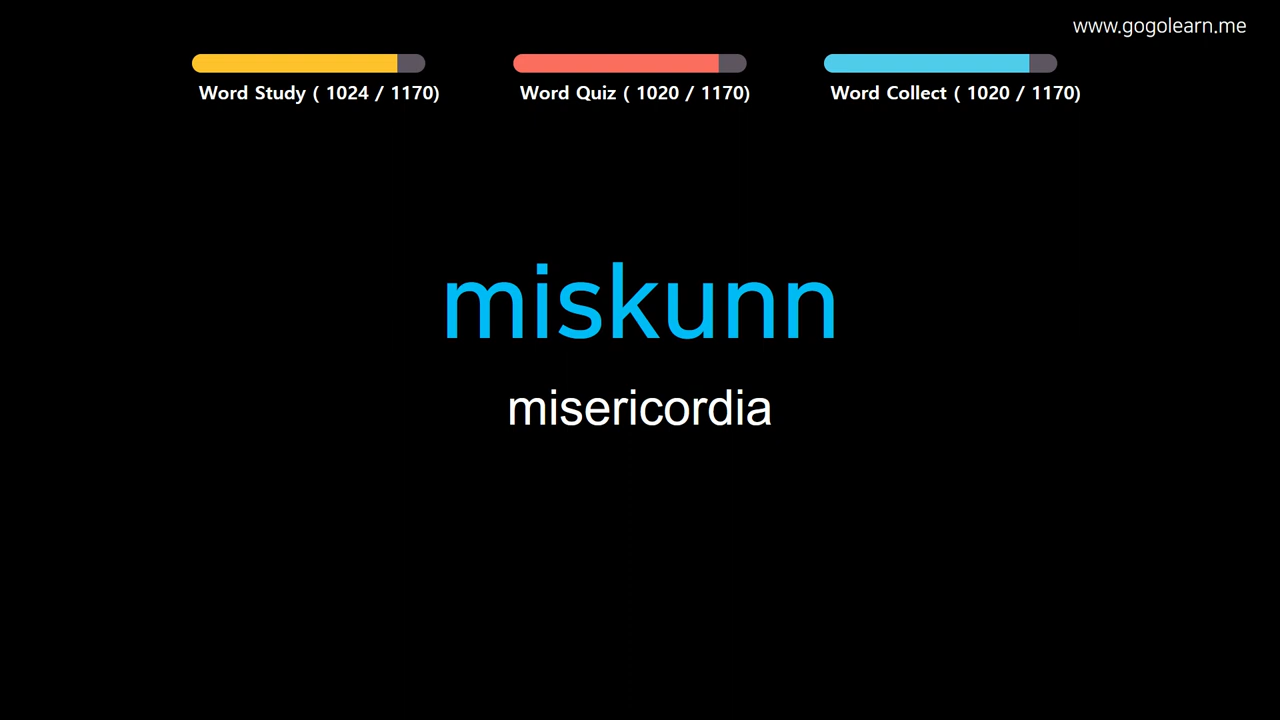 www.gogolearn.me
Word Study ( 1024 / 1170)
Word Quiz ( 1020 / 1170)
Word Collect ( 1020 / 1170)
miskunn
misericordia